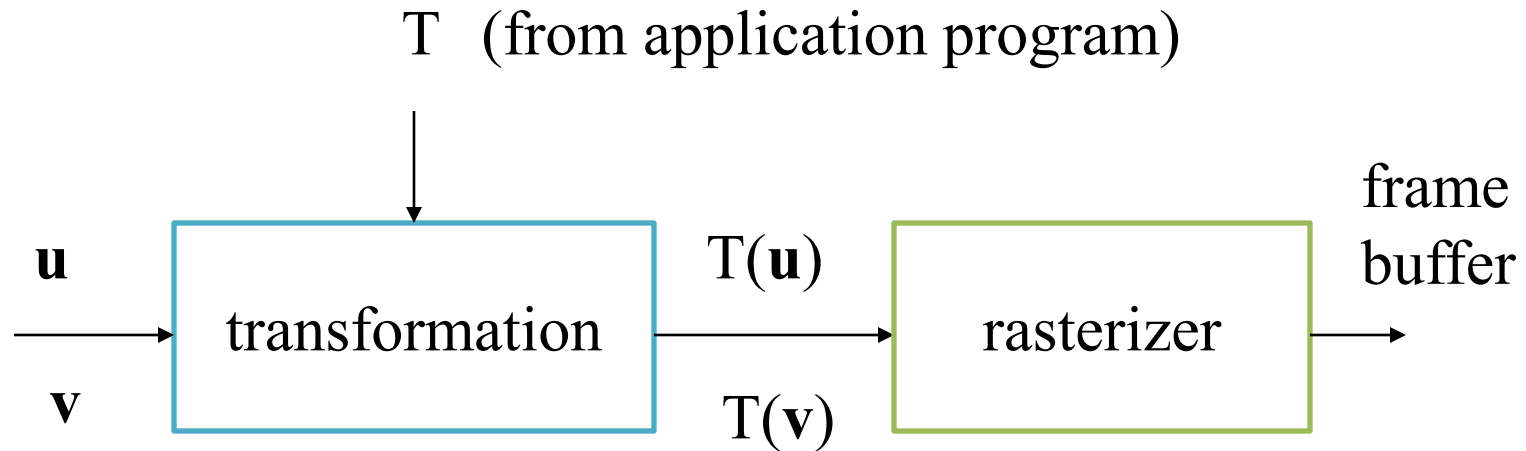 T (from application program)
frame
buffer
u
T(u)
transformation
rasterizer
v
T(v)